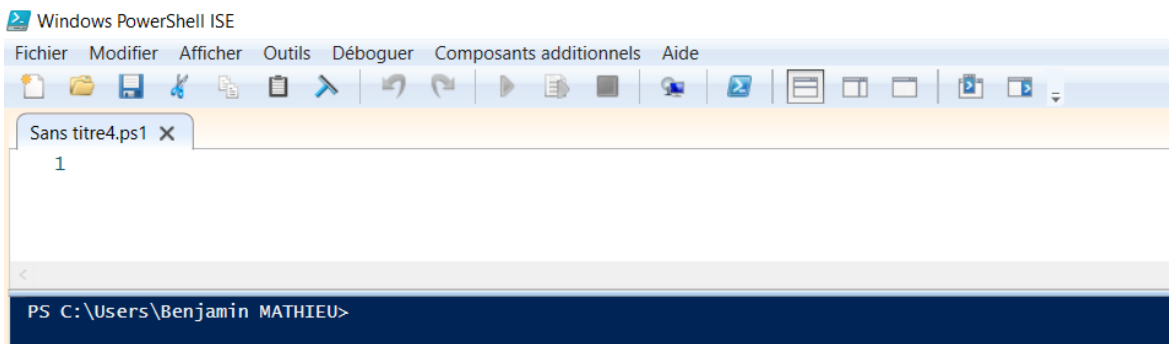 Windows PowerShell ISE
Fichier Modifier Afficher Outils Déboguer Composants additionnels Aide
Sans titre4.ps1
1
PS C:\Users\Benjamin MATHIEU>